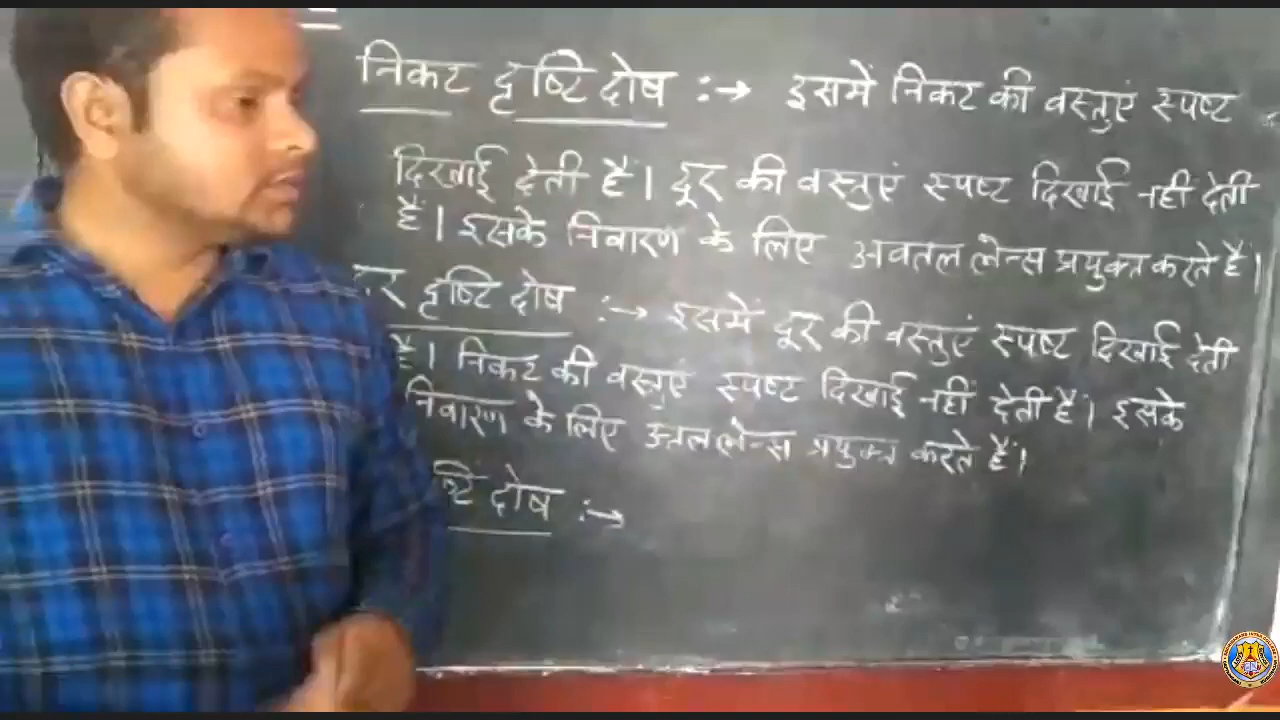 निकट दृष्टि दोष :→ इसमें निकट की वस्तुएं स्पष्ट
दिखाई देती हैं। दूर की वस्तुएं स्पष्ट दिखाई नहीं देती
हैं। इसके निवारण के लिए अवतल लेन्स प्रयुक्त करते हैं।
दूर दृष्टि दोष :→ इसमें दूर की वस्तुएं स्पष्ट दिखाई देती
हैं। निकट की वस्तुएं स्पष्ट दिखाई नहीं देती हैं। इसके
निवारण के लिए उत्तल लेन्स प्रयुक्त करते हैं।
ष्टि दोष :→